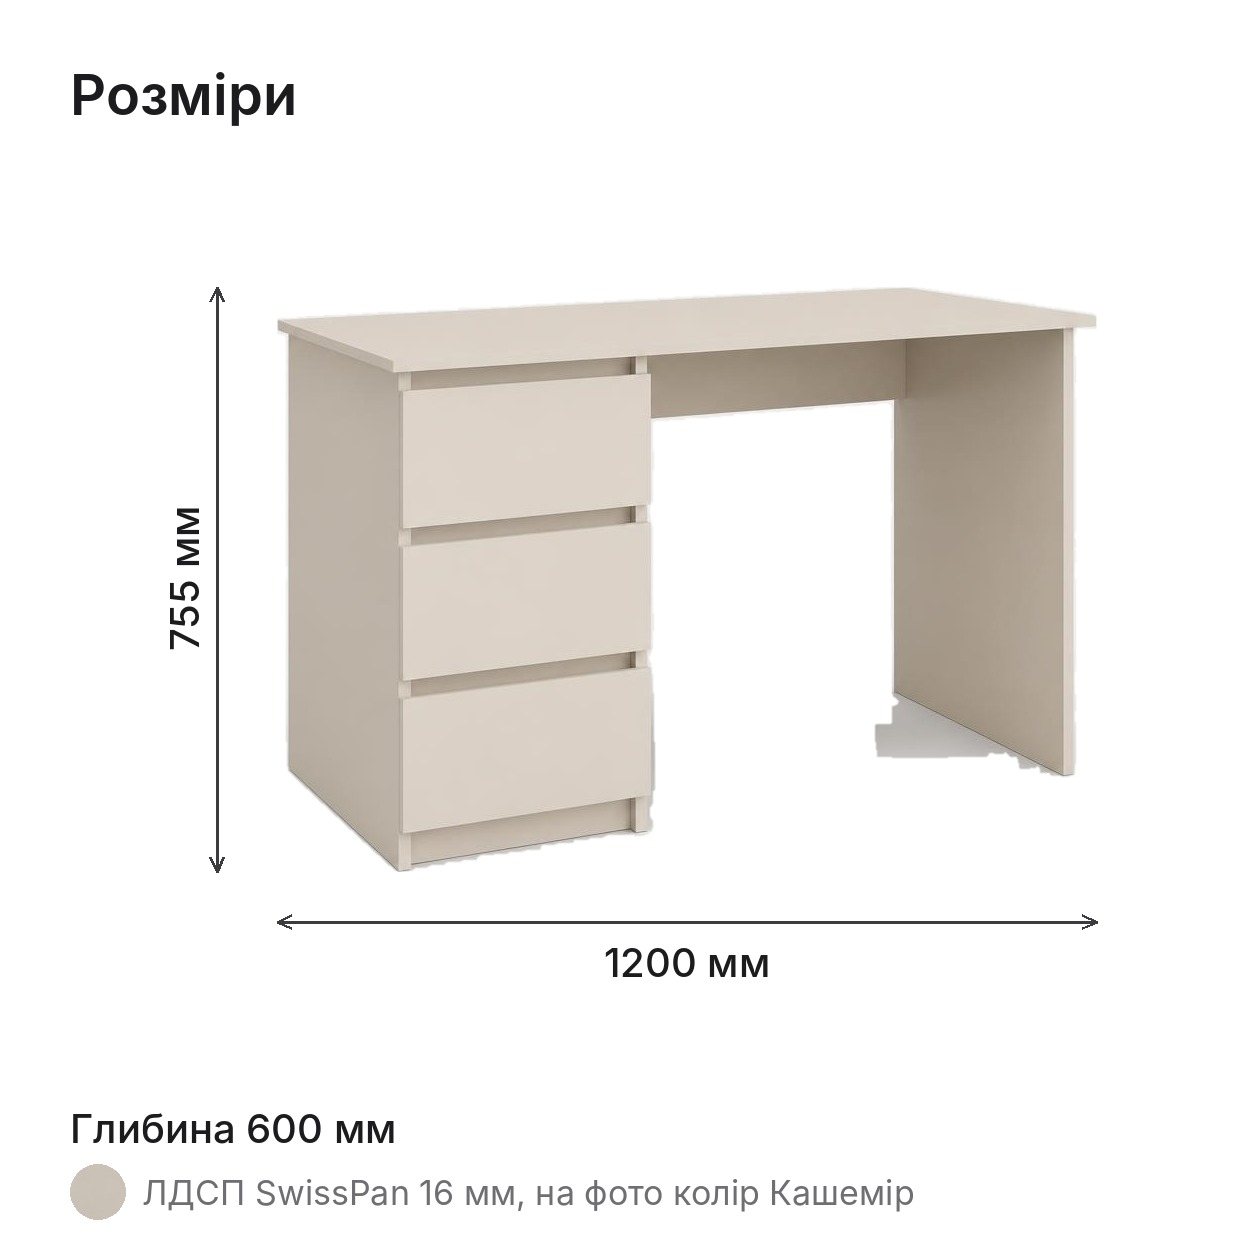 Розміри
755 мм
1200 мм
Глибина 600 мм
ЛДСП SwissPan 16 мм, на фото колір Кашемір